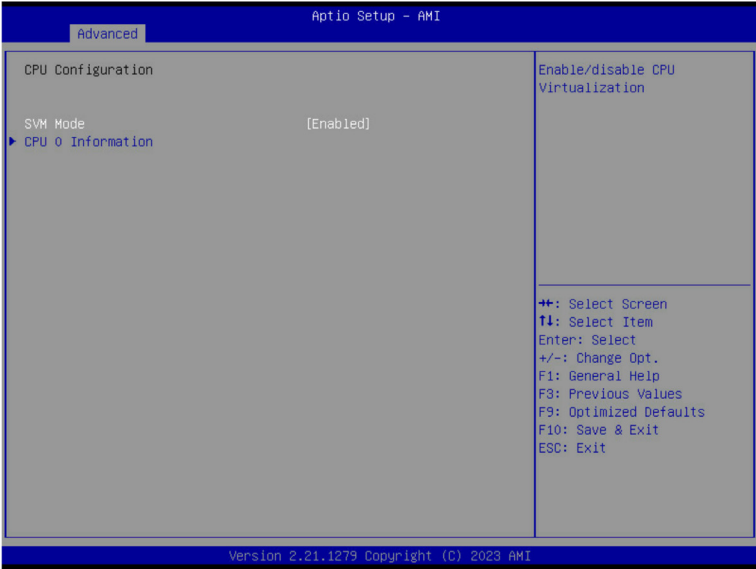 Aptio Setup – AMI
Advanced
CPU Configuration
SVM Mode [Enabled]
CPU 0 Information
Enable/disable CPU
Virtualization
→←: Select Screen
↑↓: Select Item
Enter: Select
+/-: Change Opt.
F1: General Help
F3: Previous Values
F9: Optimized Defaults
F10: Save & Exit
ESC: Exit
Version 2.21.1279 Copyright (C) 2023 AMI